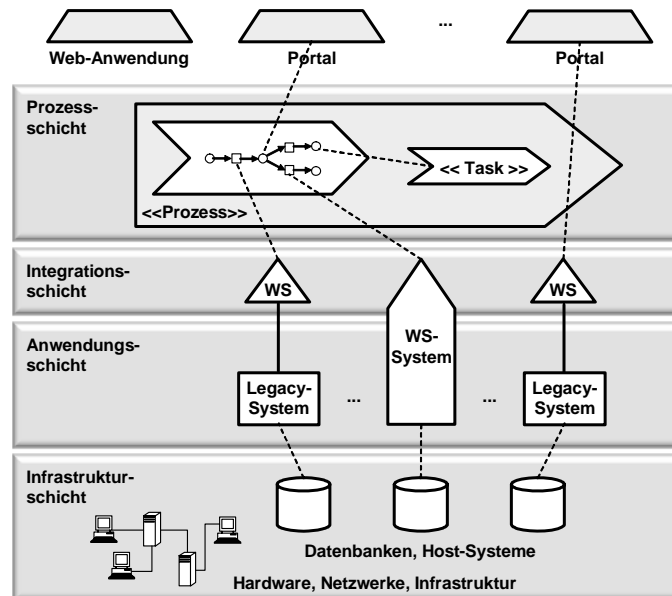 Web-Anwendung
Portal
...
Portal
Prozess-
schicht
<< Task >>
<<Prozess>>
Integrations-
schicht
WS
WS
Anwendungs-
schicht
WS-
System
Legacy-
System
...
...
Legacy-
System
Infrastruktur-
schicht
Datenbanken, Host-Systeme
Hardware, Netzwerke, Infrastruktur